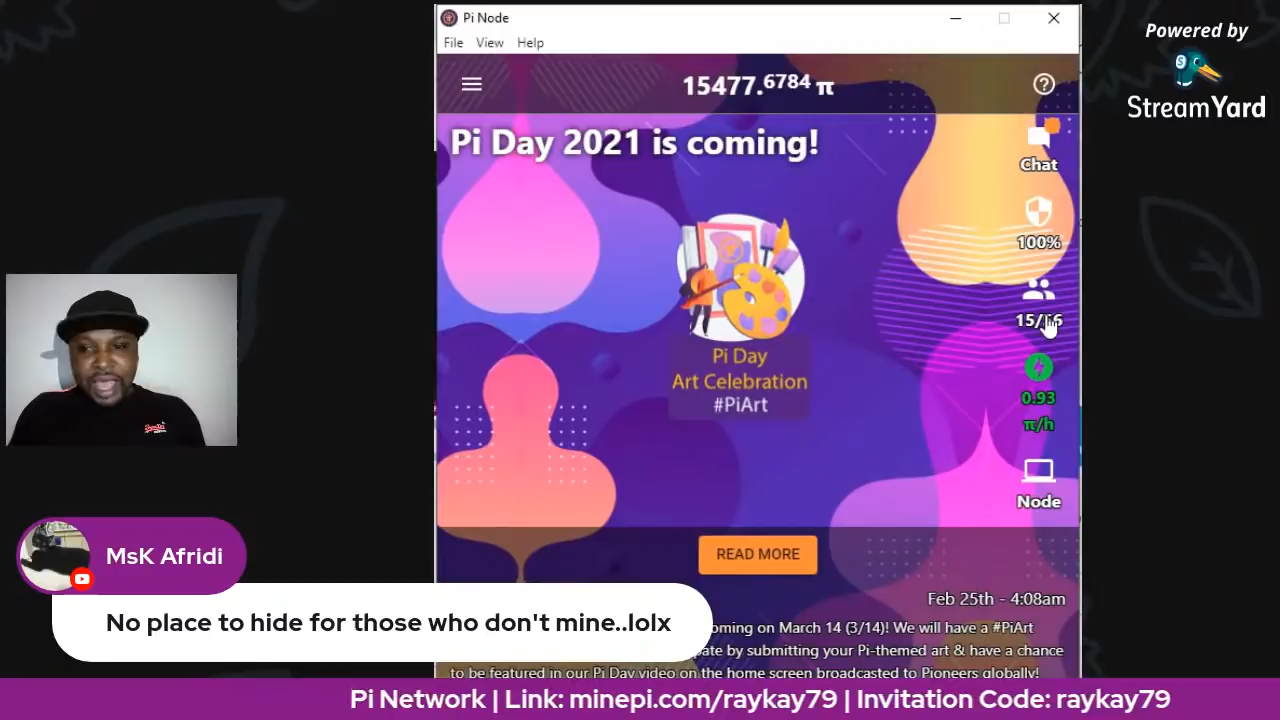 Pi Node
File View Help
15477.6784 π
Pi Day 2021 is coming!
Chat
100%
Pi Day
Art Celebration
#PiArt
0.93
π/h
Node
READ MORE
Feb 25th - 4:08am
oming on March 14 (3/14)! We will have a #PiArt
pate by submitting your Pi-themed art & have a chance
to be featured in our Pi Day video on the home screen broadcasted to Pioneers globally!
Powered by
StreamYard
MsK Afridi
No place to hide for those who don't mine..lolx
Pi Network | Link: minepi.com/raykay79 | Invitation Code: raykay79